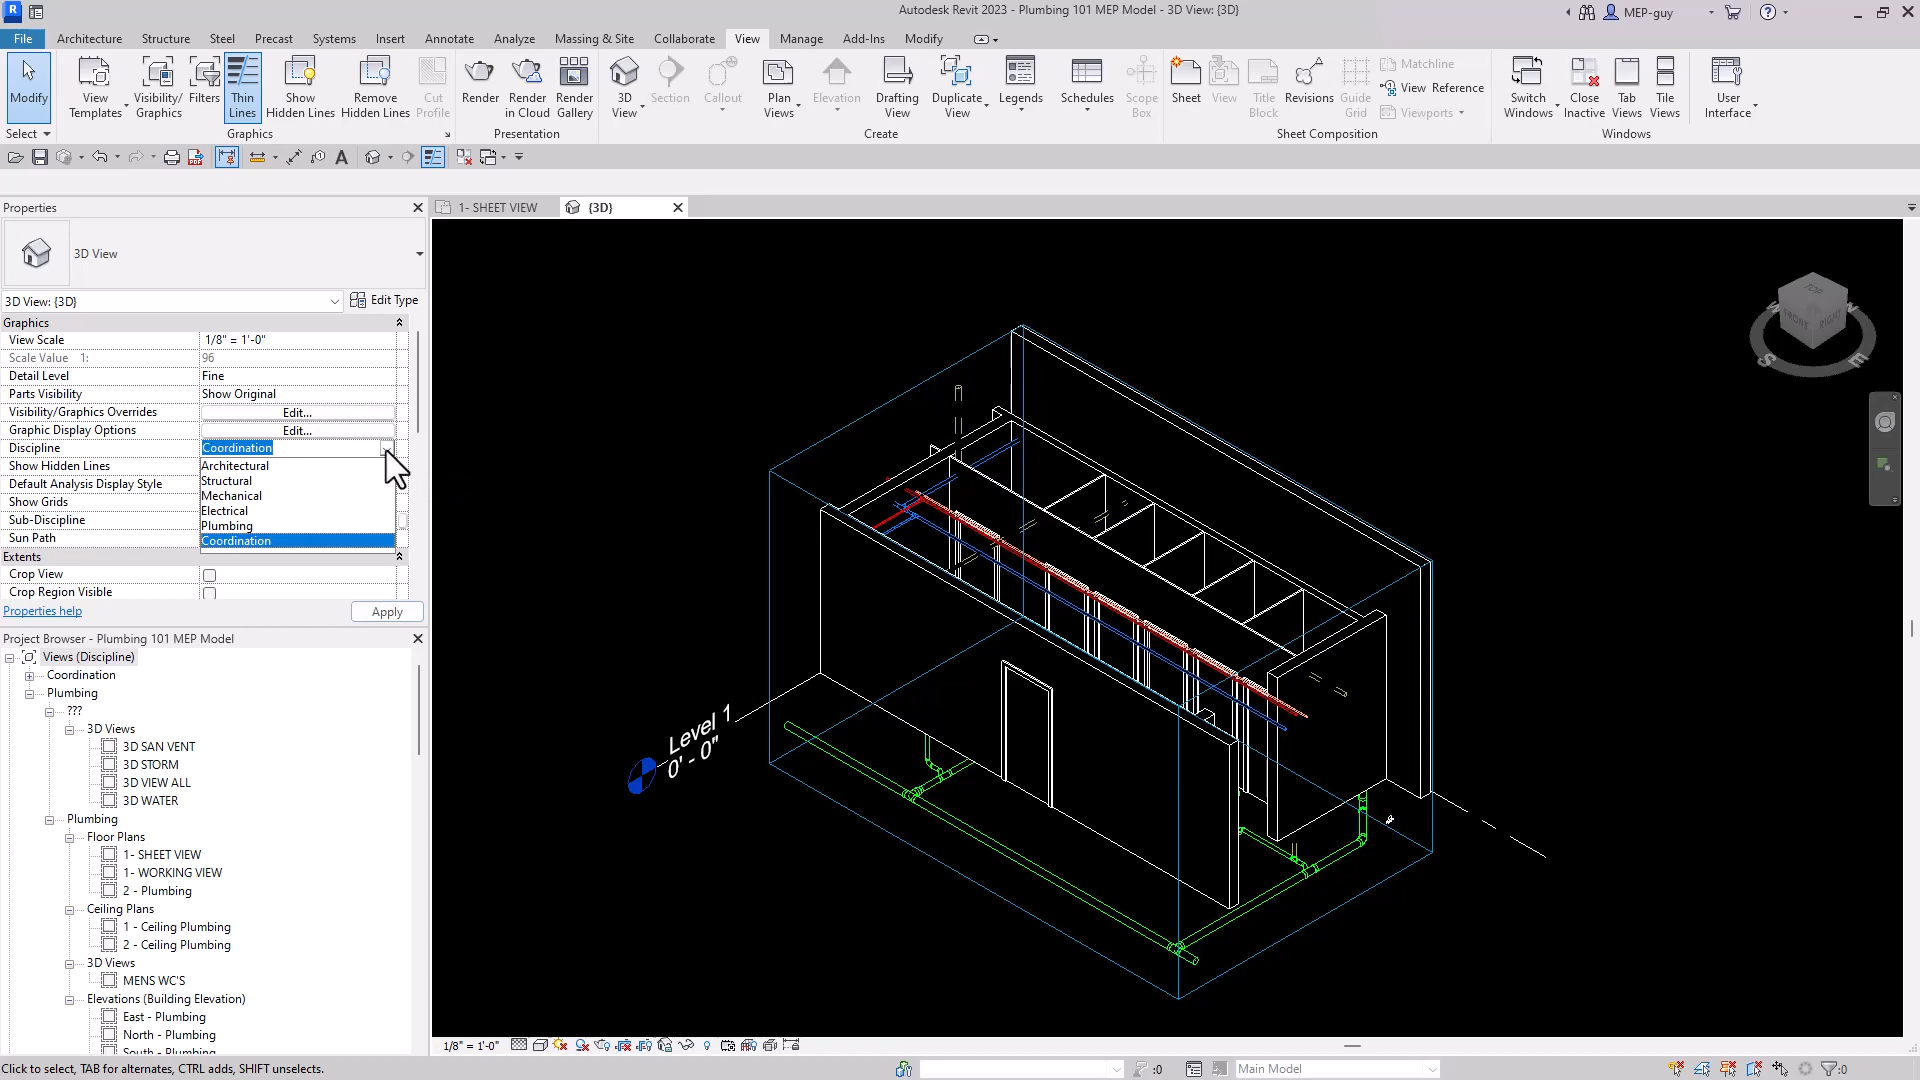 Autodesk Revit 2023 - Plumbing 101 MEP Model - 3D View: {3D}
MEP-guy
File Architecture Structure Steel Precast Systems Insert Annotate Analyze Massing & Site Collaborate View Manage Add-Ins Modify
Modify
View Templates
Visibility/ Graphics
Filters
Thin Lines
Show Hidden Lines
Remove Hidden Lines
Cut Profile
Render
Render in Cloud
Render Gallery
3D View
Section
Callout
Plan Views
Elevation
Drafting View
Duplicate View
Legends
Schedules
Scope Box
Sheet
View
Title Block
Revisions
Guide Grid
Matchline
View Reference
Viewports
Switch Windows
Close Inactive
Tab Views
Tile Views
User Interface
Select Graphics Presentation Create Sheet Composition Windows
Properties
1- SHEET VIEW
{3D}
3D View
3D View: {3D}
Edit Type
Graphics
View Scale 1/8" = 1'-0"
Scale Value 1: 96
Detail Level Fine
Parts Visibility Show Original
Visibility/Graphics Overrides Edit...
Graphic Display Options Edit...
Discipline Coordination
Show Hidden Lines
Default Analysis Display Style
Show Grids
Sub-Discipline
Sun Path
Architectural
Structural
Mechanical
Electrical
Plumbing
Coordination
Extents
Crop View
Crop Region Visible
Properties help
Apply
Project Browser - Plumbing 101 MEP Model
Views (Discipline)
Coordination
Plumbing
???
3D Views
3D SAN VENT
3D STORM
3D VIEW ALL
3D WATER
Plumbing
Floor Plans
1- SHEET VIEW
1- WORKING VIEW
2 - Plumbing
Ceiling Plans
1 - Ceiling Plumbing
2 - Ceiling Plumbing
3D Views
MENS WC'S
Elevations (Building Elevation)
East - Plumbing
North - Plumbing
South - Plumbing
Level 1
0' - 0"
TOP
FRONT
RIGHT
W
N
S
E
1/8" = 1'-0"
Click to select, TAB for alternates, CTRL adds, SHIFT unselects.
:0
Main Model
:0